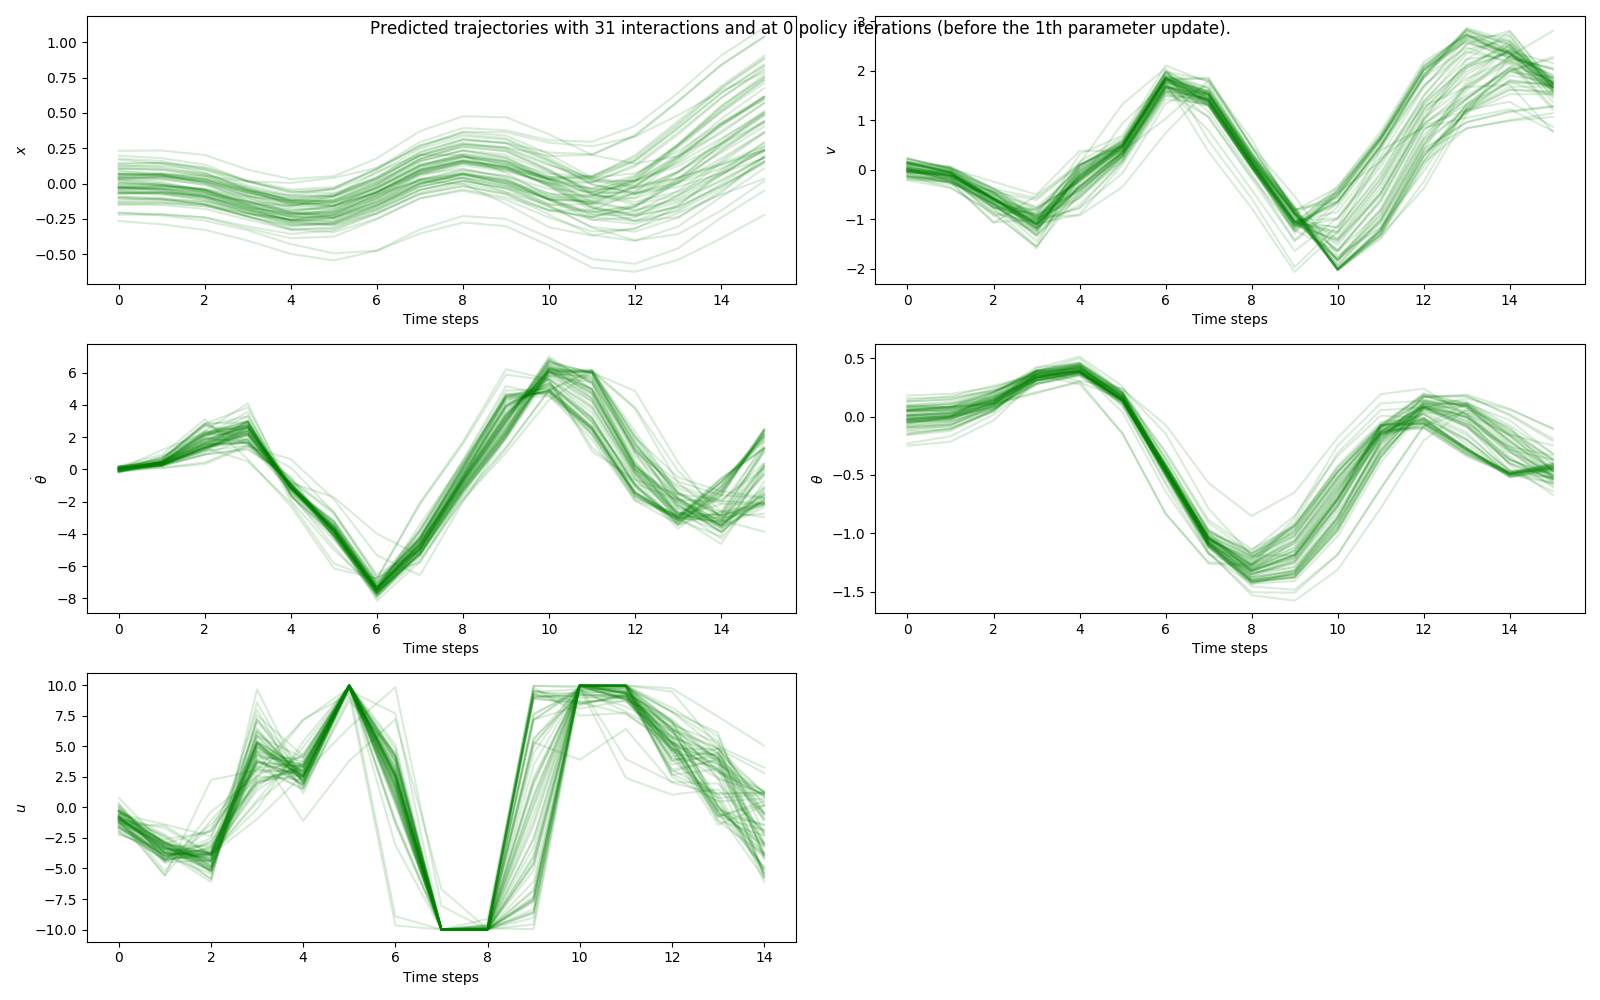 Predicted trajectories with 31 interactions and at 0 policy iterations (before the 1th parameter update).
1.00
0.75
0.50
0.25
0.00
−0.25
−0.50
x
0 2 4 6 8 10 12 14
Time steps
3
2
1
0
−1
−2
v
0 2 4 6 8 10 12 14
Time steps
6
4
2
0
−2
−4
−6
−8
θ̇
0 2 4 6 8 10 12 14
Time steps
0.5
0.0
−0.5
−1.0
−1.5
θ
0 2 4 6 8 10 12 14
Time steps
10.0
7.5
5.0
2.5
0.0
−2.5
−5.0
−7.5
−10.0
u
0 2 4 6 8 10 12 14
Time steps